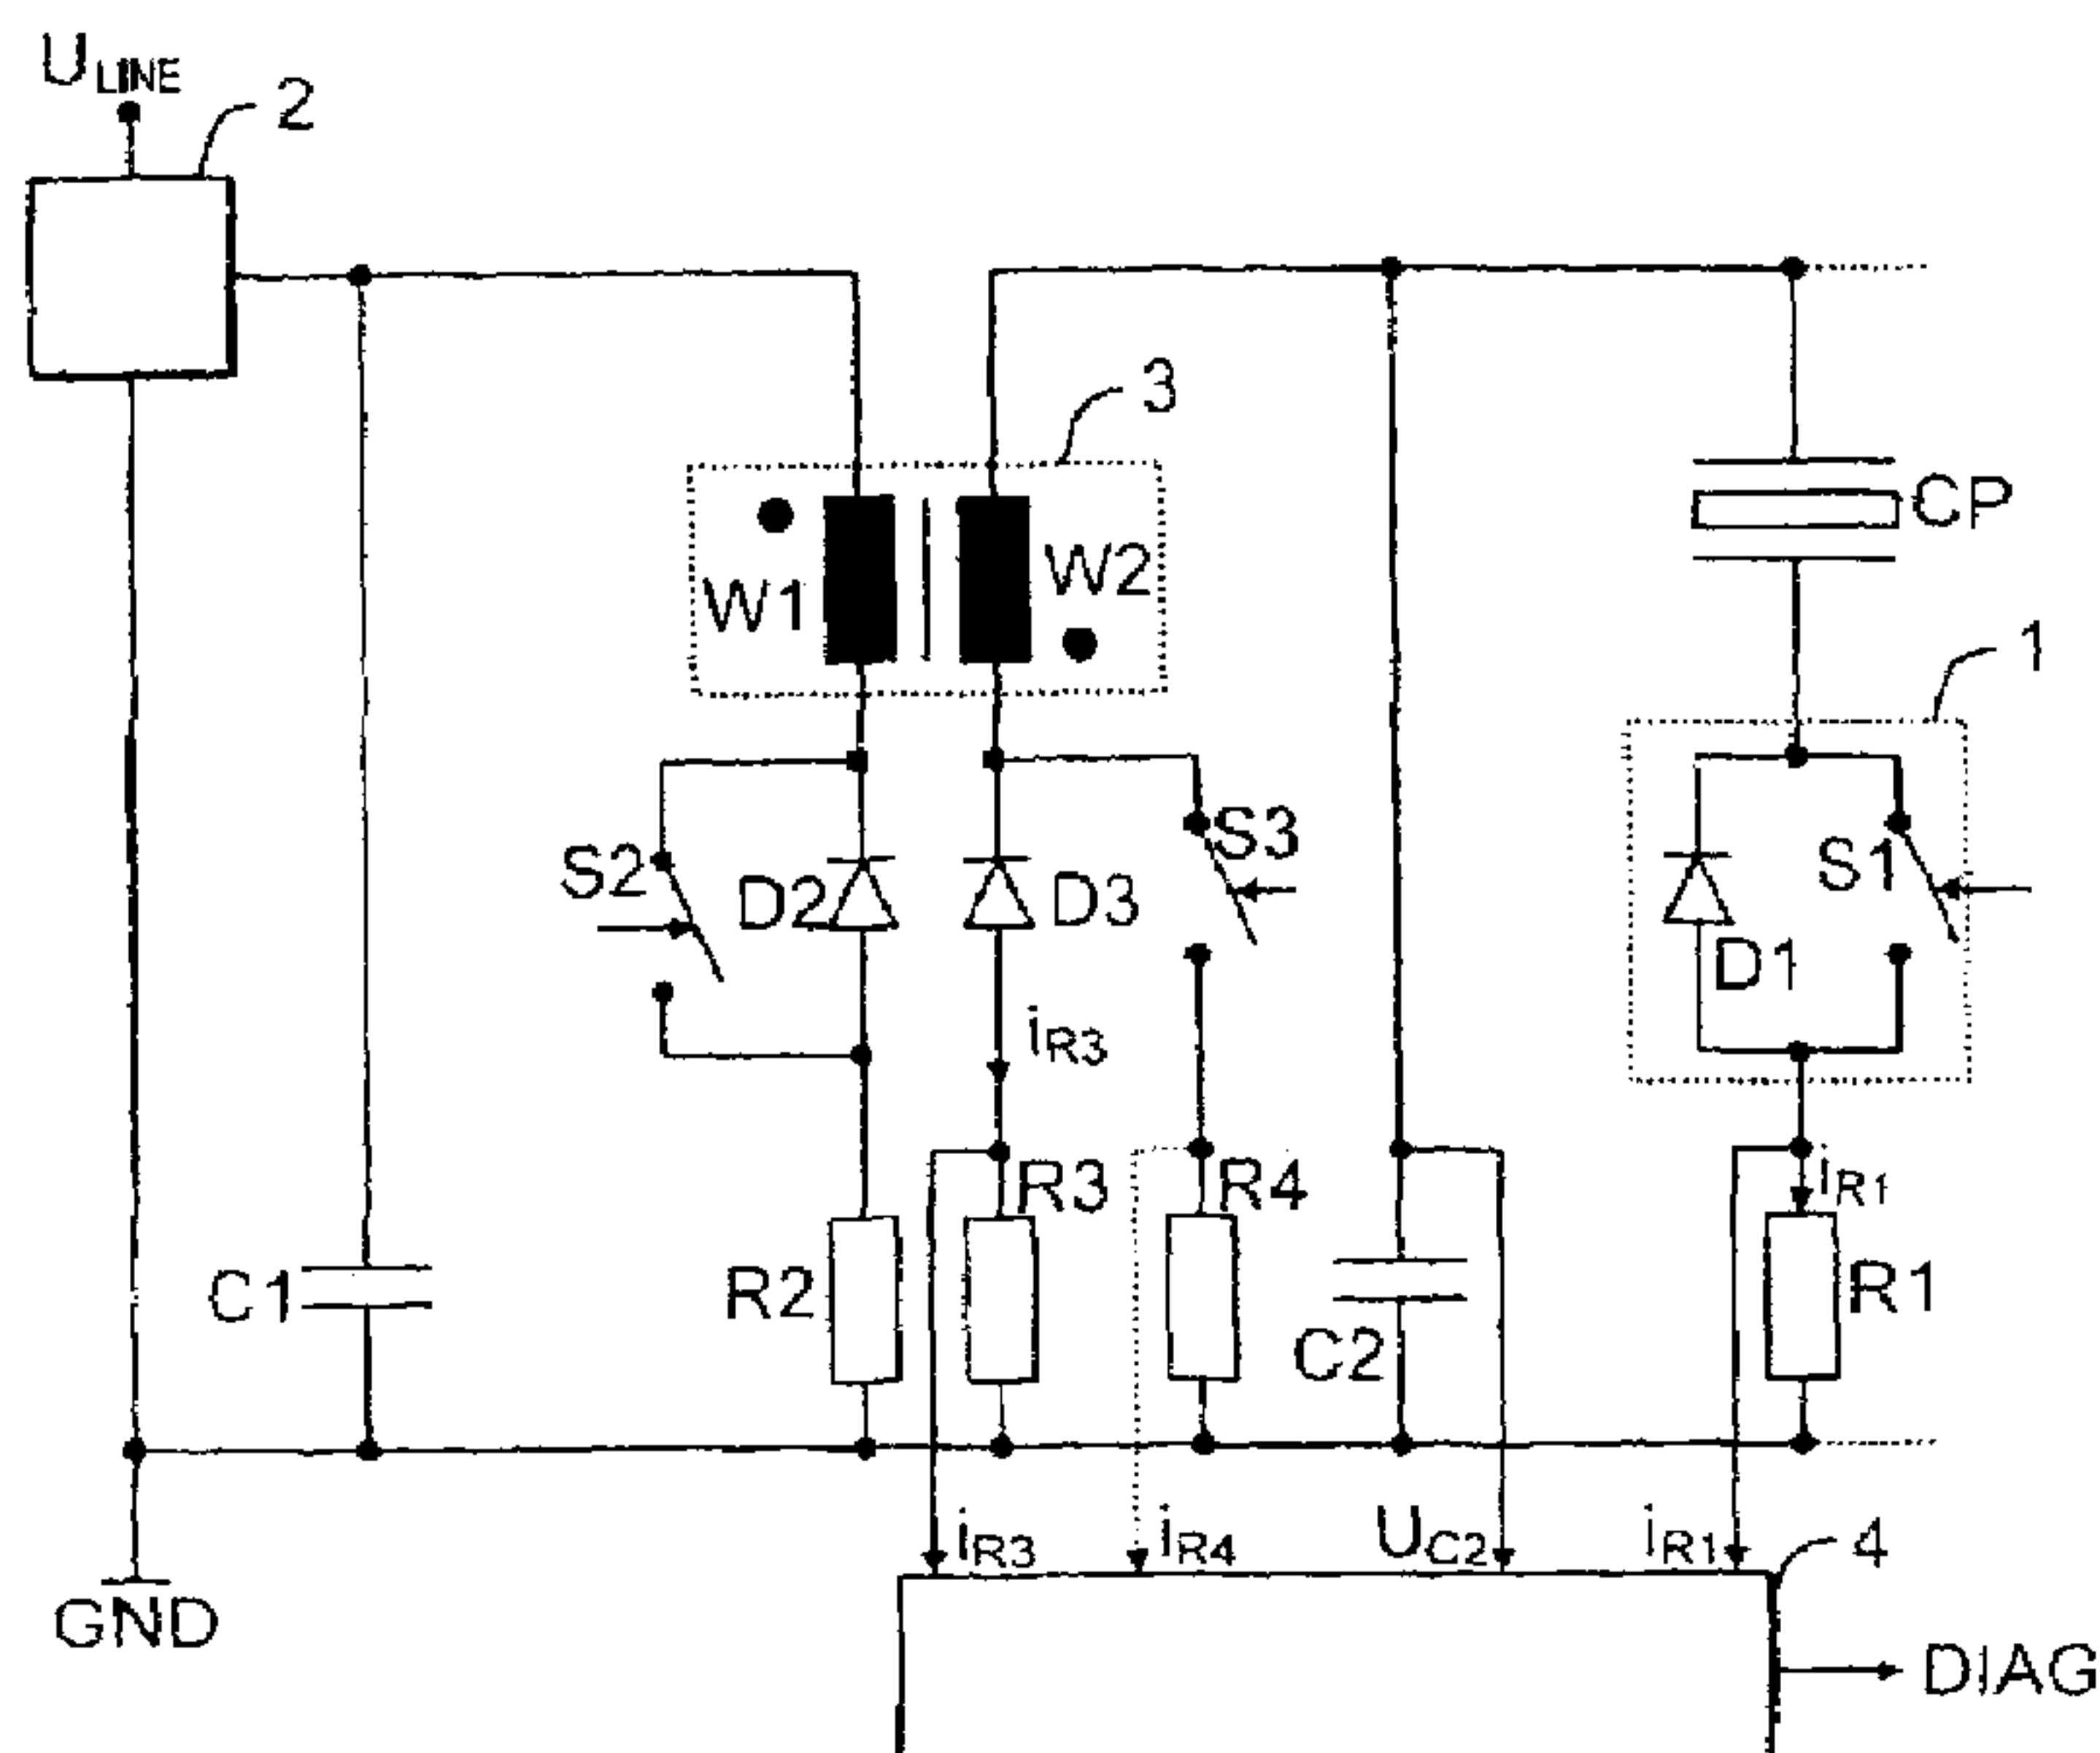 ULINE
2
3
CP
W1
W2
1
S2
D2
D3
S3
S1
D1
iR3
R3
R4
iR1
C1
R2
C2
R1
iR3
iR4
UC2
iR1
4
GND
DIAG